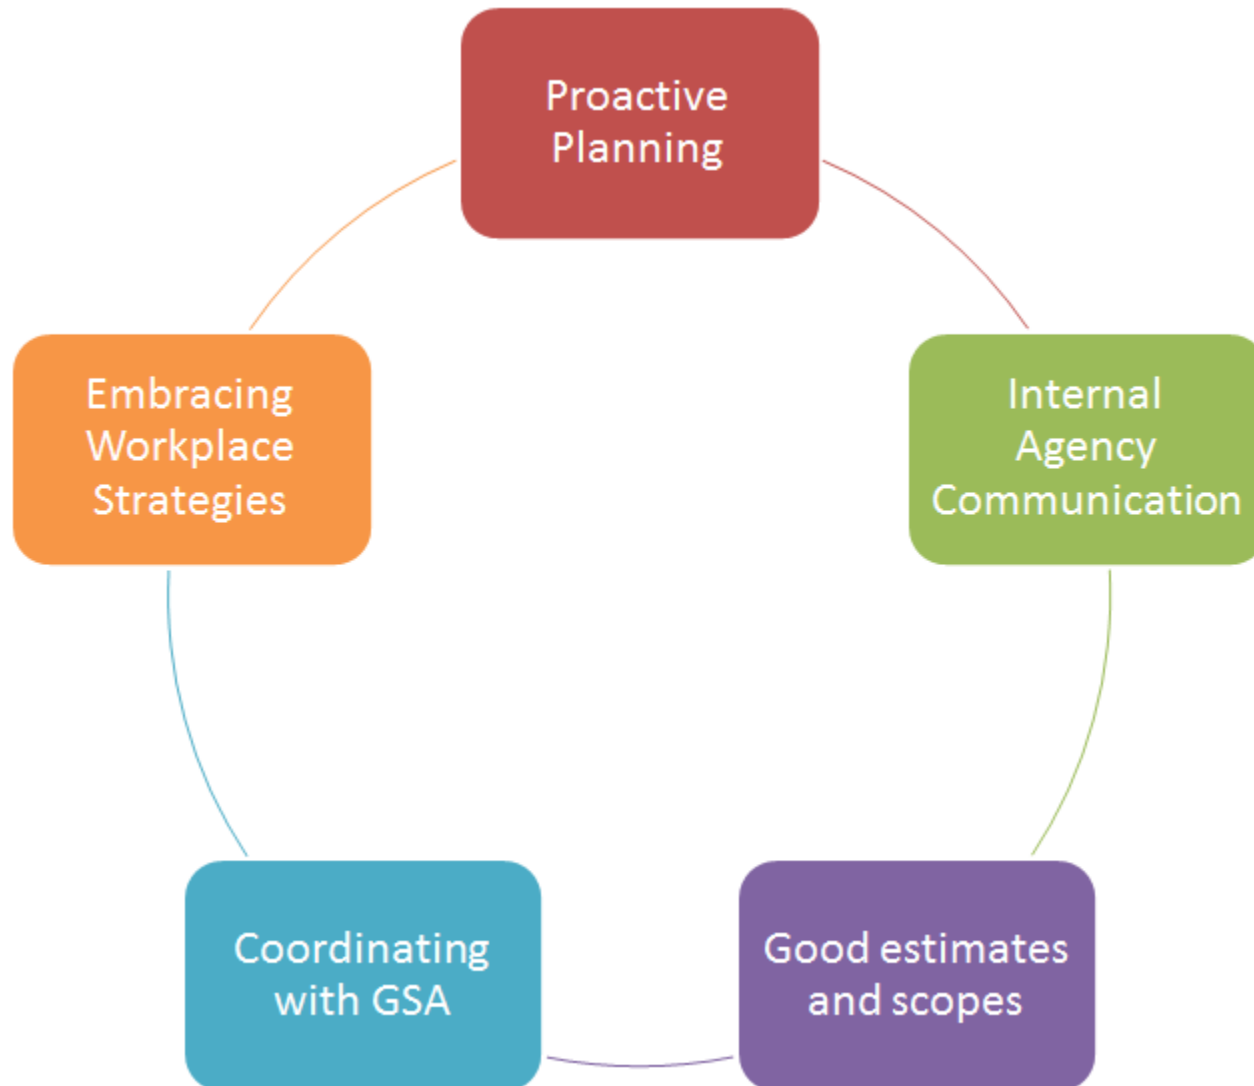 Proactive
Planning
Internal
Agency
Communication
Good estimates
and scopes
Coordinating
with GSA
Embracing
Workplace
Strategies